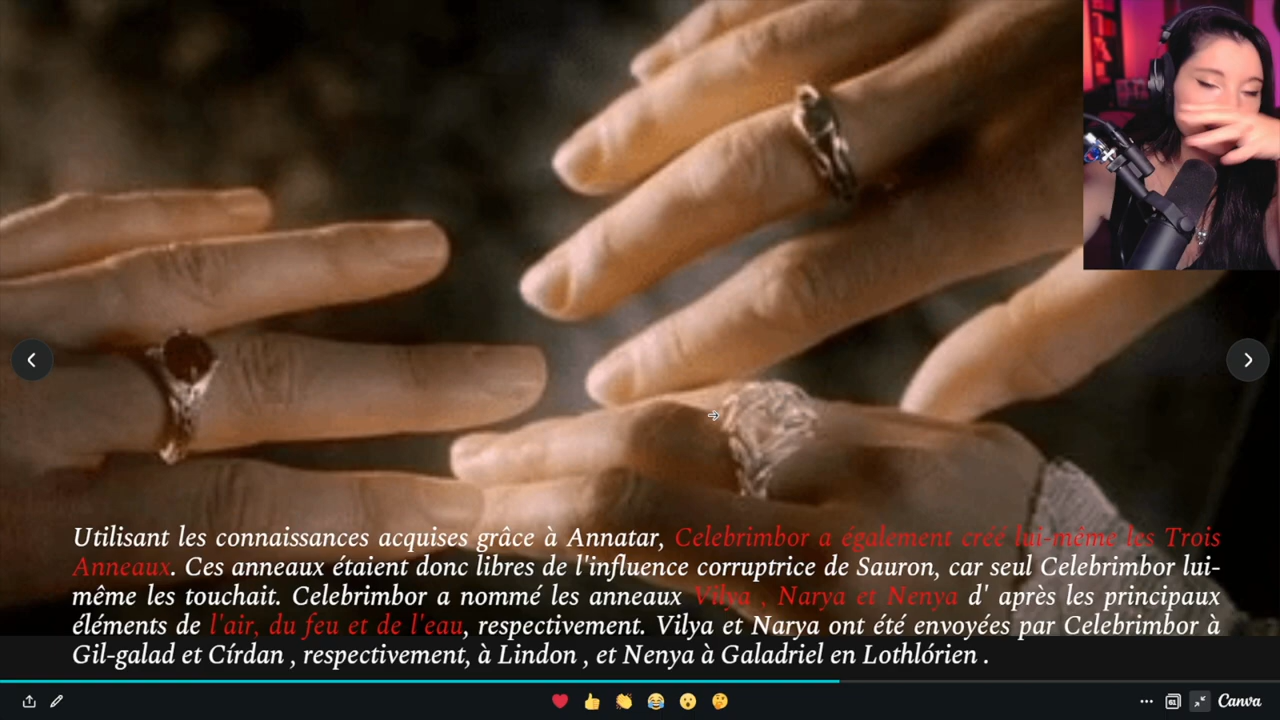 Utilisant les connaissances acquises grâce à Annatar, Celebrimbor a également créé lui-même les Trois
Anneaux. Ces anneaux étaient donc libres de l'influence corruptrice de Sauron, car seul Celebrimbor lui-
même les touchait. Celebrimbor a nommé les anneaux Vilya , Narya et Nenya d' après les principaux
éléments de l'air, du feu et de l'eau, respectivement. Vilya et Narya ont été envoyées par Celebrimbor à
Gil-galad et Círdan , respectivement, à Lindon , et Nenya à Galadriel en Lothlórien .
61
Canva